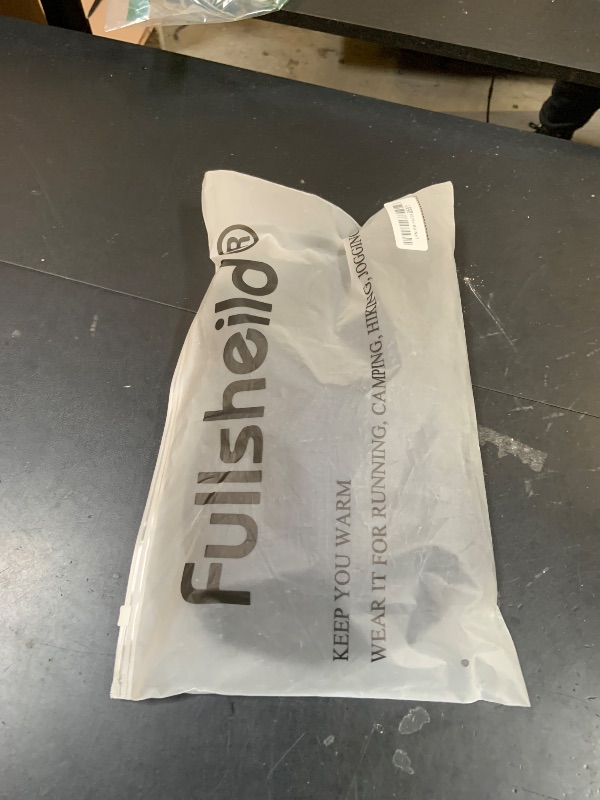 Fullsheild®
KEEP YOU WARM
WEAR IT FOR RUNNING, CAMPING, HIKING, JOGGING